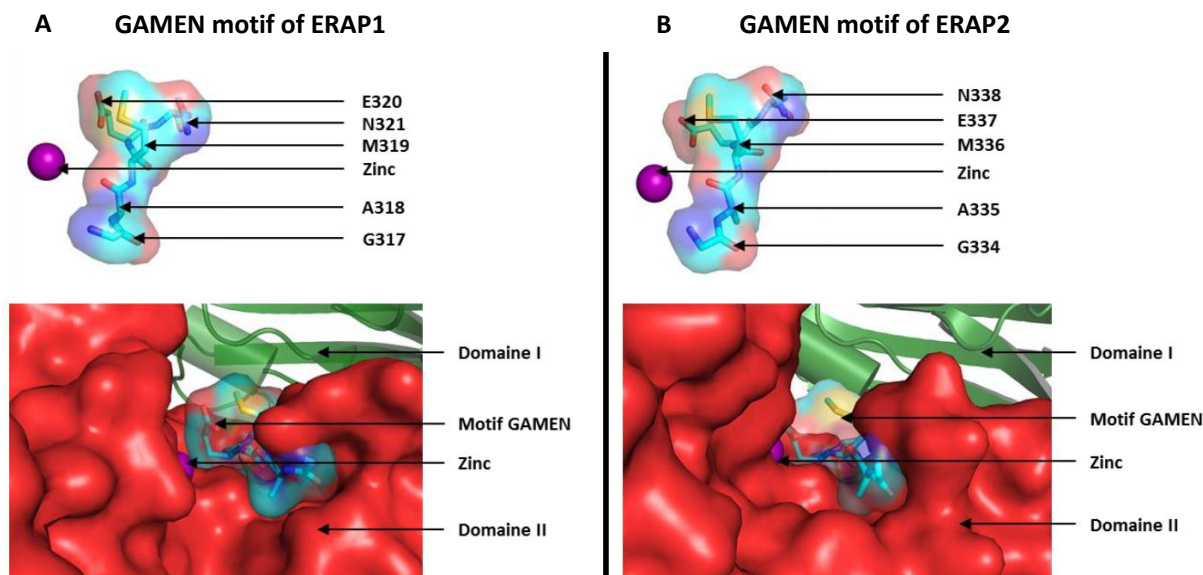 A GAMEN motif of ERAP1
E320
N321
M319
Zinc
A318
G317
Domaine I
Motif GAMEN
Zinc
Domaine II
B GAMEN motif of ERAP2
N338
E337
M336
Zinc
A335
G334
Domaine I
Motif GAMEN
Zinc
Domaine II